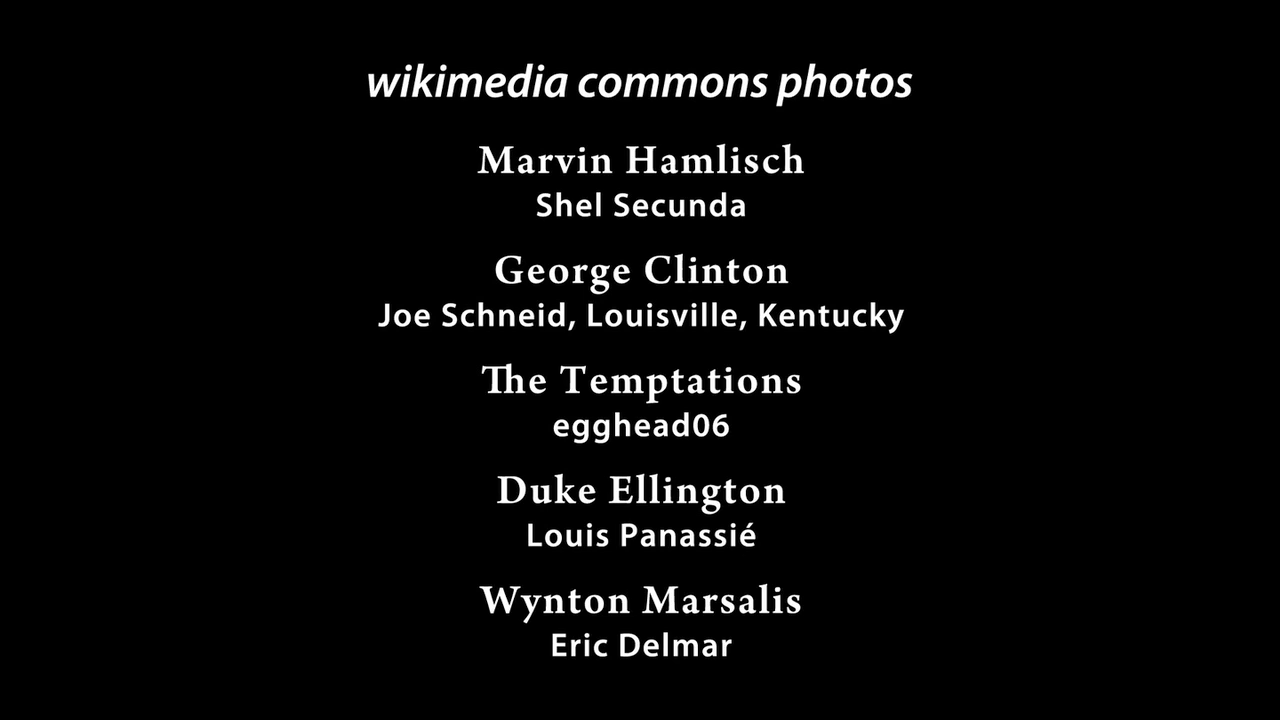 wikimedia commons photos
Marvin Hamlisch
Shel Secunda
George Clinton
Joe Schneid, Louisville, Kentucky
The Temptations
egghead06
Duke Ellington
Louis Panassié
Wynton Marsalis
Eric Delmar